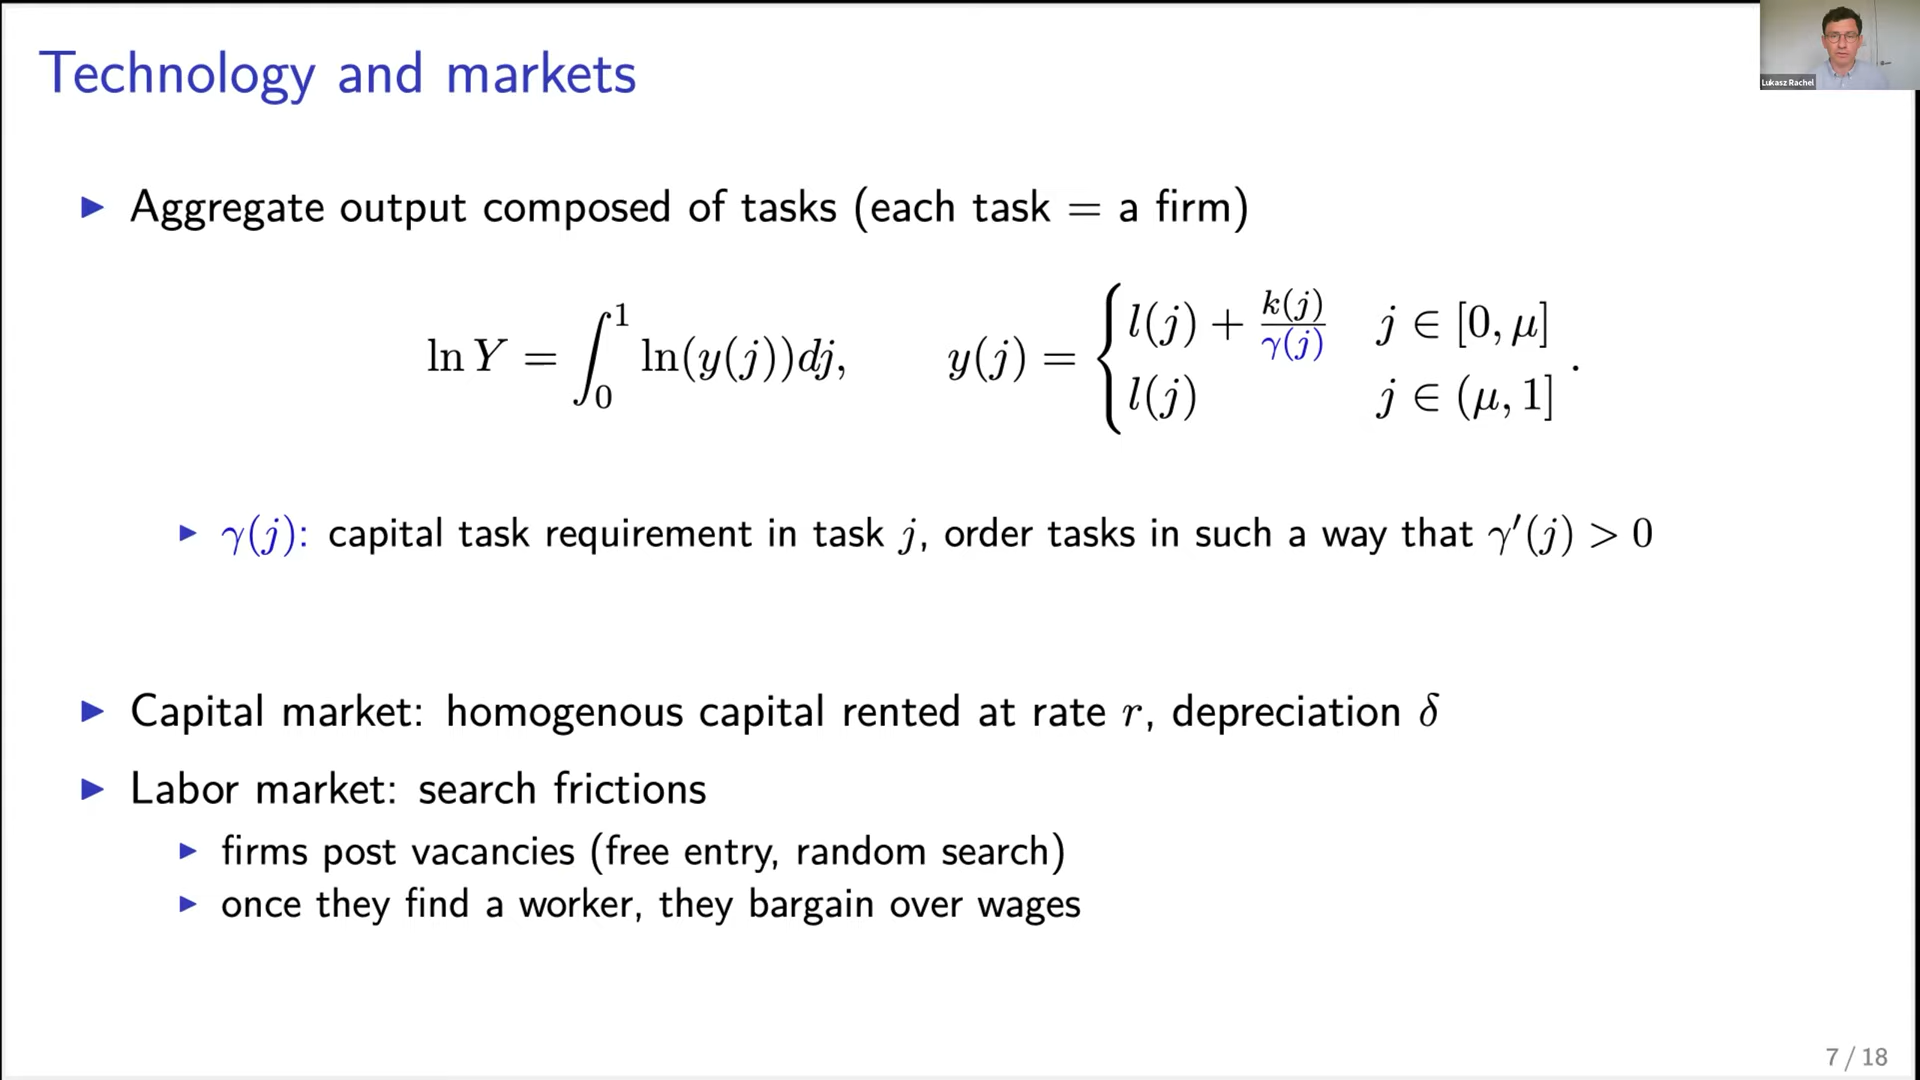 Technology and markets
Lukasz Rachel
▶ Aggregate output composed of tasks (each task = a firm)
ln Y = ∫₀¹ ln(y(j))dj, y(j) = { l(j) + k(j)/γ(j) j ∈ [0, μ]
l(j) j ∈ (μ, 1] .
▶ γ(j): capital task requirement in task j, order tasks in such a way that γ′(j) > 0
▶ Capital market: homogenous capital rented at rate r, depreciation δ
▶ Labor market: search frictions
▶ firms post vacancies (free entry, random search)
▶ once they find a worker, they bargain over wages
7 / 18